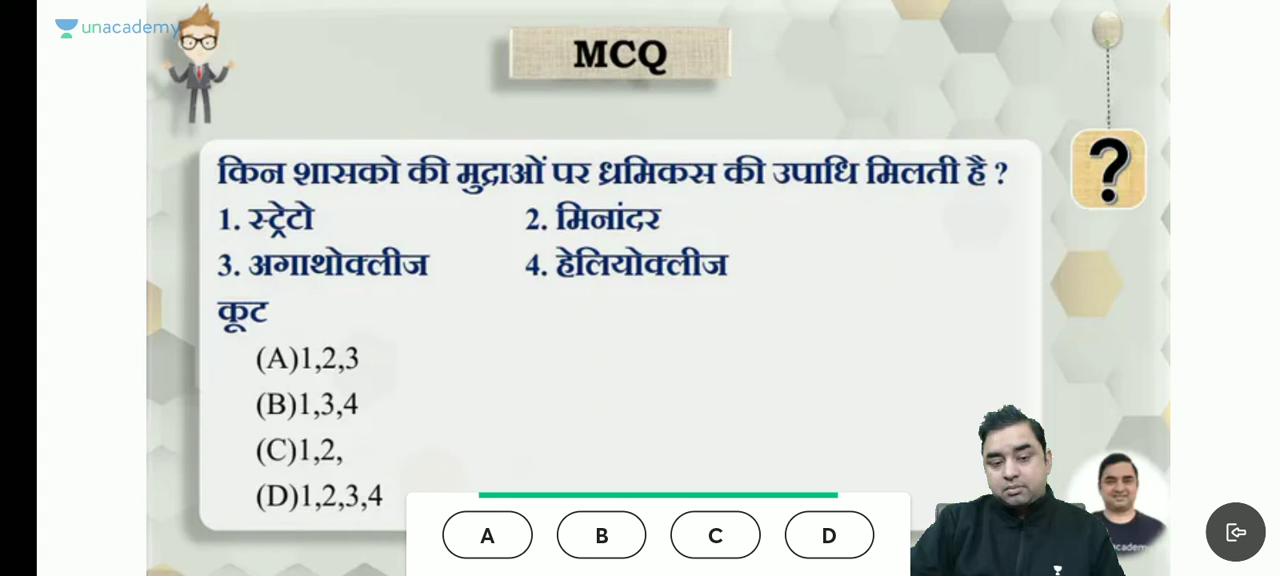 unacademy
MCQ
?
किन शासको की मुद्राओं पर ध्रमिकस की उपाधि मिलती है ?
1. स्ट्रेटो 2. मिनांदर
3. अगाथोक्लीज 4. हेलियोक्लीज
कूट
(A)1,2,3
(B)1,3,4
(C)1,2,
(D)1,2,3,4
A B C D